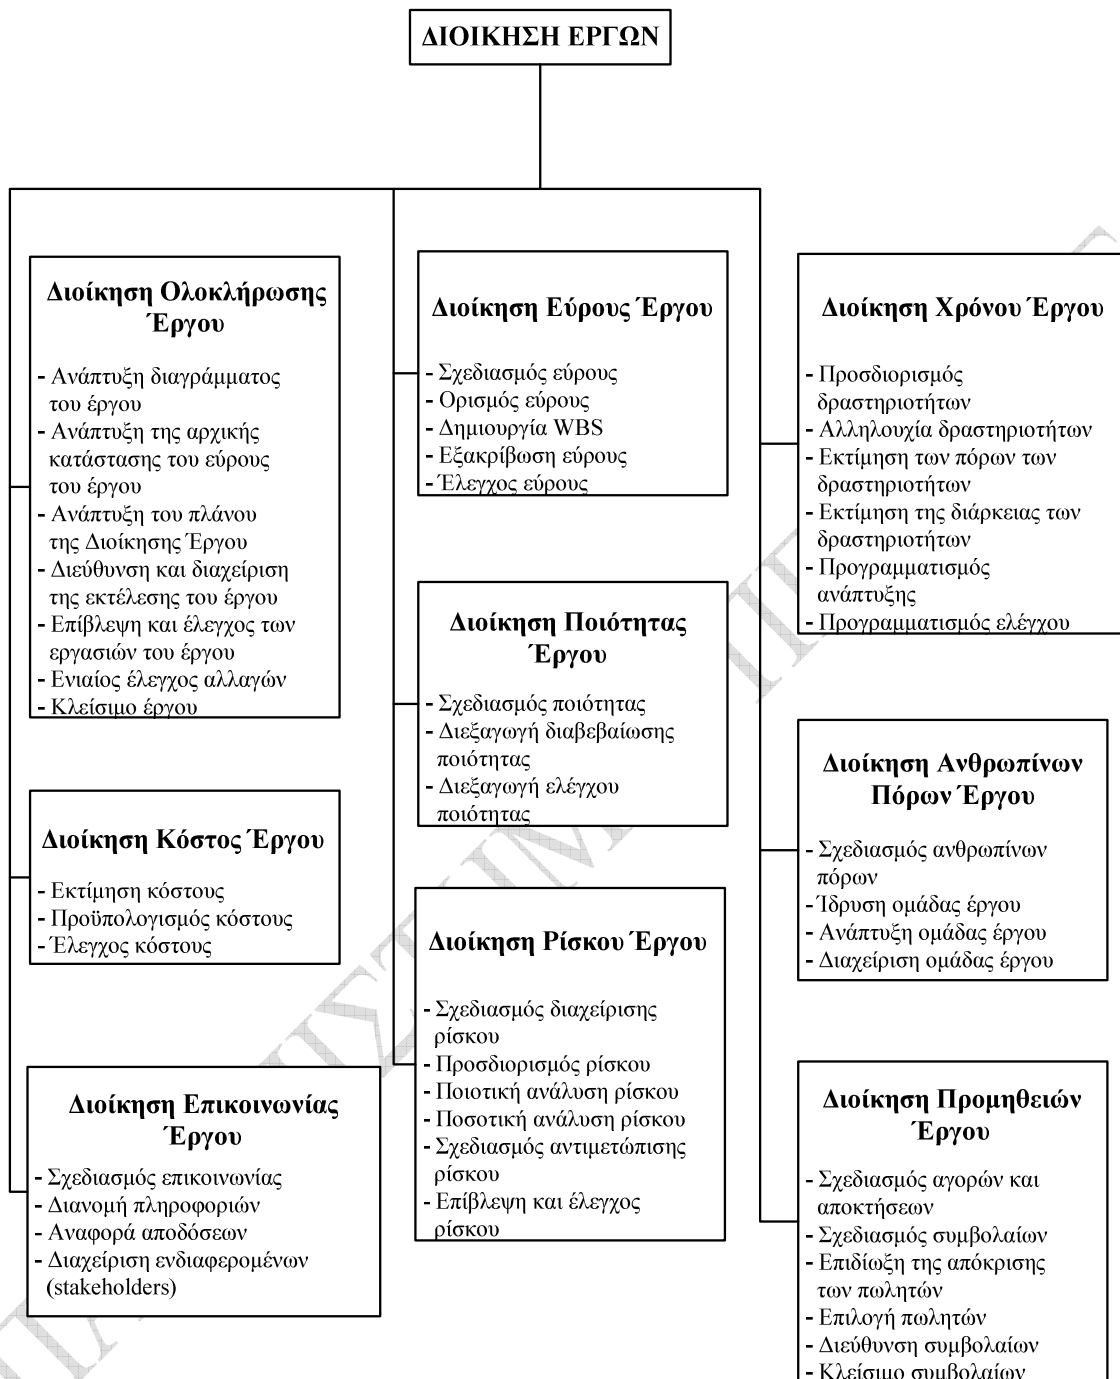 ΔΙΟΙΚΗΣΗ ΕΡΓΩΝ
Διοίκηση Ολοκλήρωσης
Έργου
- Ανάπτυξη διαγράμματος
του έργου
- Ανάπτυξη της αρχικής
κατάστασης του εύρους
του έργου
- Ανάπτυξη του πλάνου
της Διοίκησης Έργου
- Διεύθυνση και διαχείριση
της εκτέλεσης του έργου
- Επίβλεψη και έλεγχος των
εργασιών του έργου
- Ενιαίος έλεγχος αλλαγών
- Κλείσιμο έργου
Διοίκηση Εύρους Έργου
- Σχεδιασμός εύρους
- Ορισμός εύρους
- Δημιουργία WBS
- Εξακρίβωση εύρους
- Έλεγχος εύρους
Διοίκηση Χρόνου Έργου
- Προσδιορισμός
δραστηριοτήτων
- Αλληλουχία δραστηριοτήτων
- Εκτίμηση των πόρων των
δραστηριοτήτων
- Εκτίμηση της διάρκειας των
δραστηριοτήτων
- Προγραμματισμός
ανάπτυξης
- Προγραμματισμός ελέγχου
Διοίκηση Κόστος Έργου
- Εκτίμηση κόστους
- Προϋπολογισμός κόστους
- Έλεγχος κόστους
Διοίκηση Ποιότητας
Έργου
- Σχεδιασμός ποιότητας
- Διεξαγωγή διαβεβαίωσης
ποιότητας
- Διεξαγωγή ελέγχου
ποιότητας
Διοίκηση Ανθρωπίνων
Πόρων Έργου
- Σχεδιασμός ανθρωπίνων
πόρων
- Ίδρυση ομάδας έργου
- Ανάπτυξη ομάδας έργου
- Διαχείριση ομάδας έργου
Διοίκηση Επικοινωνίας
Έργου
- Σχεδιασμός επικοινωνίας
- Διανομή πληροφοριών
- Αναφορά αποδόσεων
- Διαχείριση ενδιαφερομένων
(stakeholders)
Διοίκηση Ρίσκου Έργου
- Σχεδιασμός διαχείρισης
ρίσκου
- Προσδιορισμός ρίσκου
- Ποιοτική ανάλυση ρίσκου
- Ποσοτική ανάλυση ρίσκου
- Σχεδιασμός αντιμετώπισης
ρίσκου
- Επίβλεψη και έλεγχος
ρίσκου
Διοίκηση Προμηθειών
Έργου
- Σχεδιασμός αγορών και
αποκτήσεων
- Σχεδιασμός συμβολαίων
- Επιδίωξη της απόκρισης
των πωλητών
- Επιλογή πωλητών
- Διεύθυνση συμβολαίων
- Κλείσιμο συμβολαίων